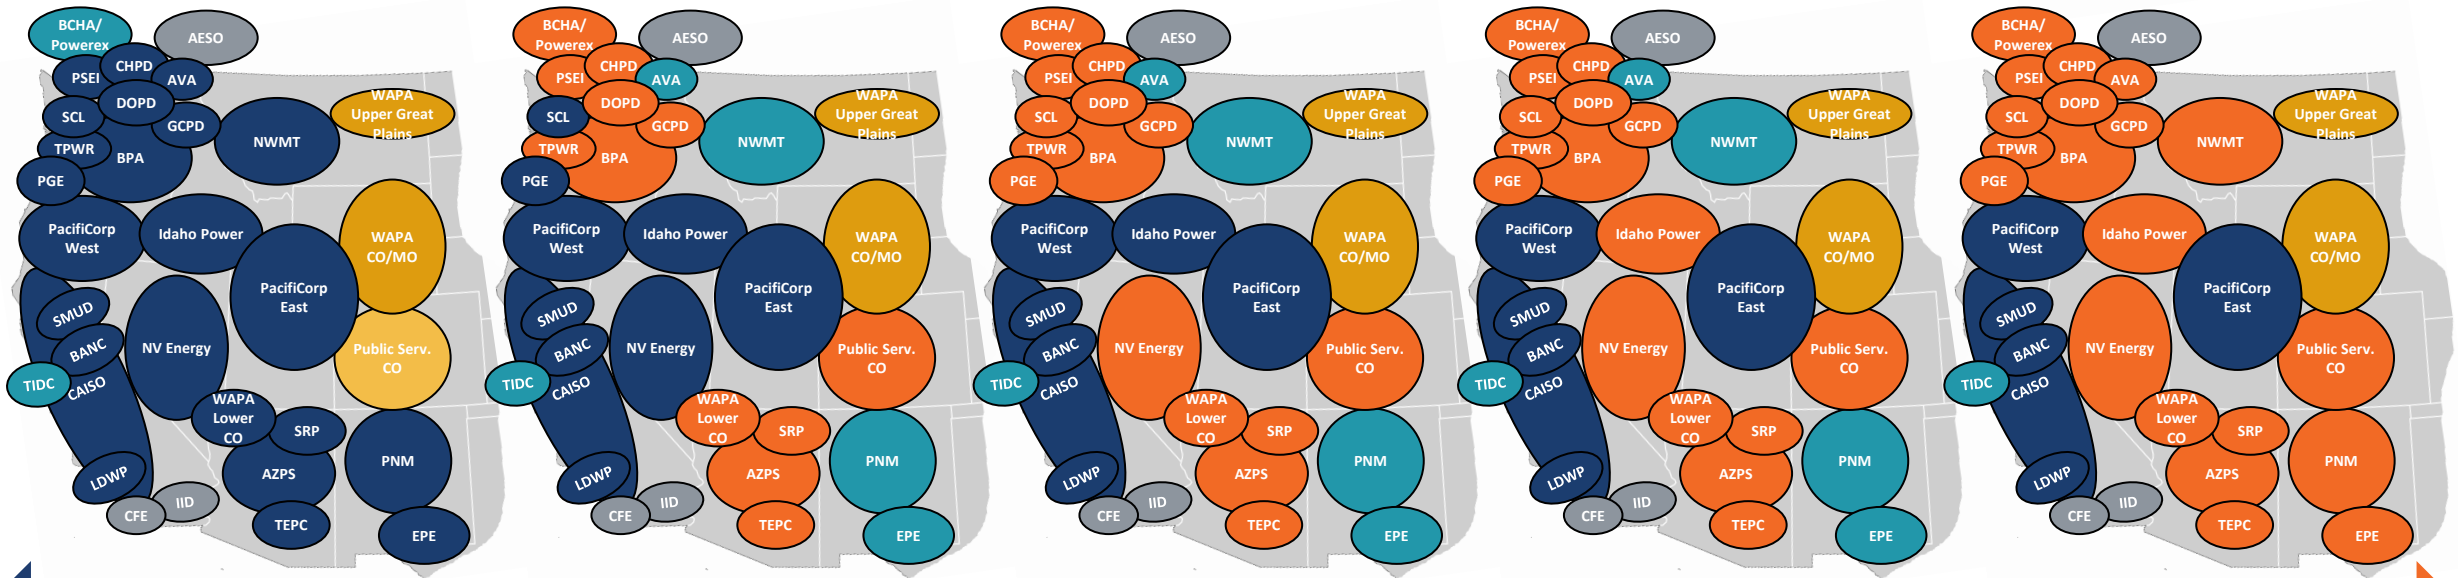 BCHA/
Powerex
AESO
PSEI
CHPD
AVA
SCL
DOPD
GCPD
TPWR
BPA
PGE
NWMT
WAPA
Upper Great
Plains
PacifiCorp
West
Idaho Power
PacifiCorp
East
WAPA
CO/MO
SMUD
BANC
NV Energy
Public Serv.
CO
TIDC
CAISO
WAPA
Lower
CO
SRP
LDWP
AZPS
PNM
CFE
IID
TEPC
EPE
BCHA/
Powerex
AESO
PSEI
CHPD
AVA
SCL
DOPD
GCPD
TPWR
BPA
PGE
NWMT
WAPA
Upper Great
Plains
PacifiCorp
West
Idaho Power
PacifiCorp
East
WAPA
CO/MO
SMUD
BANC
NV Energy
Public Serv.
CO
TIDC
CAISO
WAPA
Lower
CO
SRP
LDWP
AZPS
PNM
CFE
IID
TEPC
EPE
BCHA/
Powerex
AESO
PSEI
CHPD
AVA
SCL
DOPD
GCPD
TPWR
BPA
PGE
NWMT
WAPA
Upper Great
Plains
PacifiCorp
West
Idaho Power
PacifiCorp
East
WAPA
CO/MO
SMUD
BANC
NV Energy
Public Serv.
CO
TIDC
CAISO
WAPA
Lower
CO
SRP
LDWP
AZPS
PNM
CFE
IID
TEPC
EPE
BCHA/
Powerex
AESO
PSEI
CHPD
AVA
SCL
DOPD
GCPD
TPWR
BPA
PGE
NWMT
WAPA
Upper Great
Plains
PacifiCorp
West
Idaho Power
PacifiCorp
East
WAPA
CO/MO
SMUD
BANC
NV Energy
Public Serv.
CO
TIDC
CAISO
WAPA
Lower
CO
SRP
LDWP
AZPS
PNM
CFE
IID
TEPC
EPE
BCHA/
Powerex
AESO
PSEI
CHPD
AVA
SCL
DOPD
GCPD
TPWR
BPA
PGE
NWMT
WAPA
Upper Great
Plains
PacifiCorp
West
Idaho Power
PacifiCorp
East
WAPA
CO/MO
SMUD
BANC
NV Energy
Public Serv.
CO
TIDC
CAISO
WAPA
Lower
CO
SRP
LDWP
AZPS
PNM
CFE
IID
TEPC
EPE